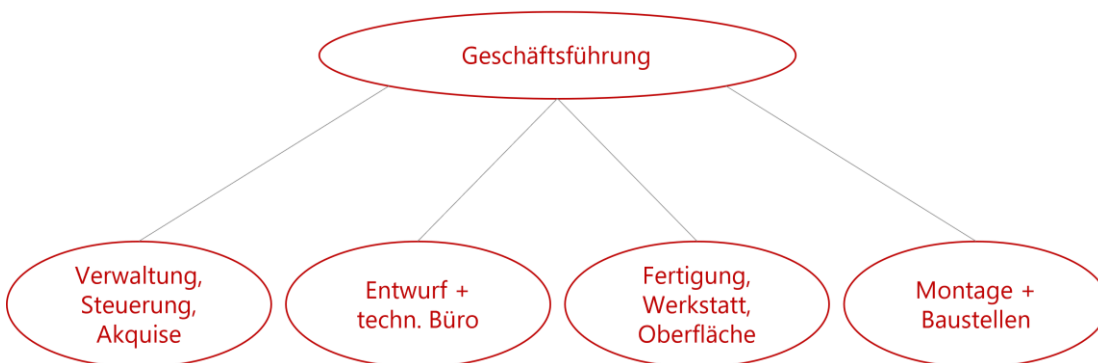 Geschäftsführung
Verwaltung,
Steuerung,
Akquise
Entwurf +
techn. Büro
Fertigung,
Werkstatt,
Oberfläche
Montage +
Baustellen